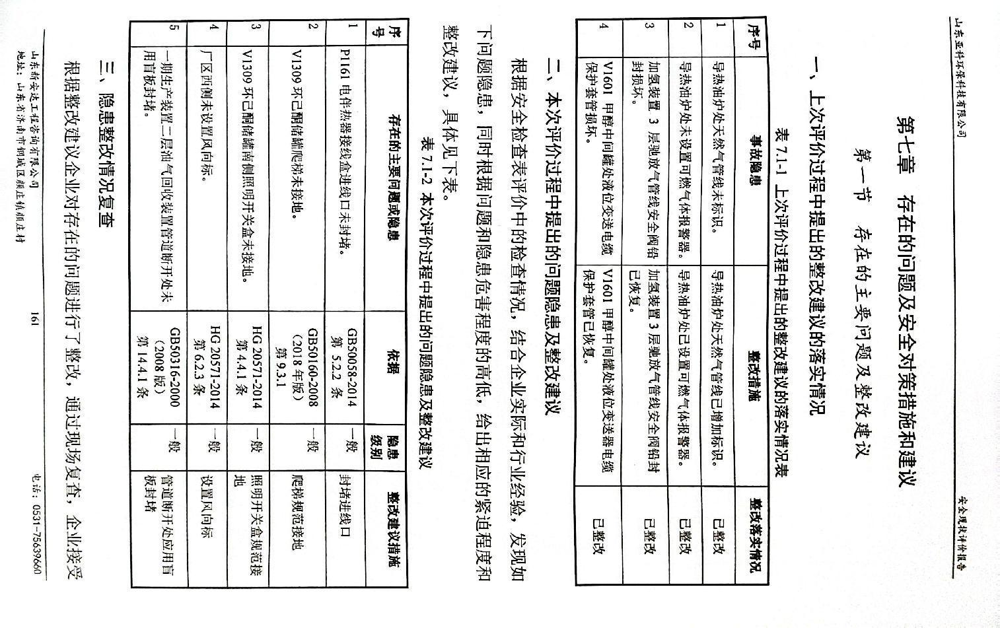 山东亚科环保科技有限公司 安全现状评价报告
第七章 存在的问题及安全对策措施和建议
第一节 存在的主要问题及整改建议
一、上次评价过程中提出的整改建议的落实情况
表 7.1-1 上次评价过程中提出的整改建议的落实情况表
序号 事故隐患 整改措施 整改落实情况
1 导热油炉处天然气管线未标识。 导热油炉处天然气管线已增加标识。 已整改
2 导热油炉处未设置可燃气体报警器。 导热油炉处已设置可燃气体报警器。 已整改
3 加氢装置 3 层驰放气管线安全阀铅 加氢装置 3 层驰放气管线安全阀铅封 已整改
封损坏。 已恢复。
4 V1601 甲醇中间罐处液位变送电缆 V1601 甲醇中间罐处液位变送器电缆 已整改
保护套管损坏。 保护套管已恢复。
二、本次评价过程中提出的问题隐患及整改建议
根据安全检查表评价中的检查情况，结合企业实际和行业经验，发现如
下问题隐患，同时根据问题和隐患危害程度的高低，给出相应的紧迫程度和
整改建议，具体见下表。
表 7.1-2 本次评价过程中提出的问题隐患及整改建议
序 存在的主要问题或隐患 依据 隐患 整改建议措施
号 级别
1 P1161 电伴热器接线盒进线口未封堵。 GB50058-2014 一般 封堵进线口
第 5.2.2 条
2 V1309 环己酮储罐爬梯未接地。 GB50160-2008 一般 爬梯规范接地
（2018 年版）
第 9.3.1
3 V1309 环己酮储罐南侧照明开关盒未接地。 HG 20571-2014 一般 照明开关盒规范接
第 4.4.1 条 地
4 厂区西侧未设置风向标。 HG 20571-2014 一般 设置风向标
第 6.2.3 条
5 一期生产装置二层油气回收装置管道断开处未 GB50316-2000 一般 管道断开处应用盲
用盲板封堵。 （2008 版） 板封堵
第 14.4.1 条
三、隐患整改情况复查
根据整改建议企业对存在的问题进行了整改，通过现场复查，企业接受
山东新安达工程咨询有限公司 161 电话：0531-75639660
地址：山东省济南市钢城区颜庄镇颜庄村